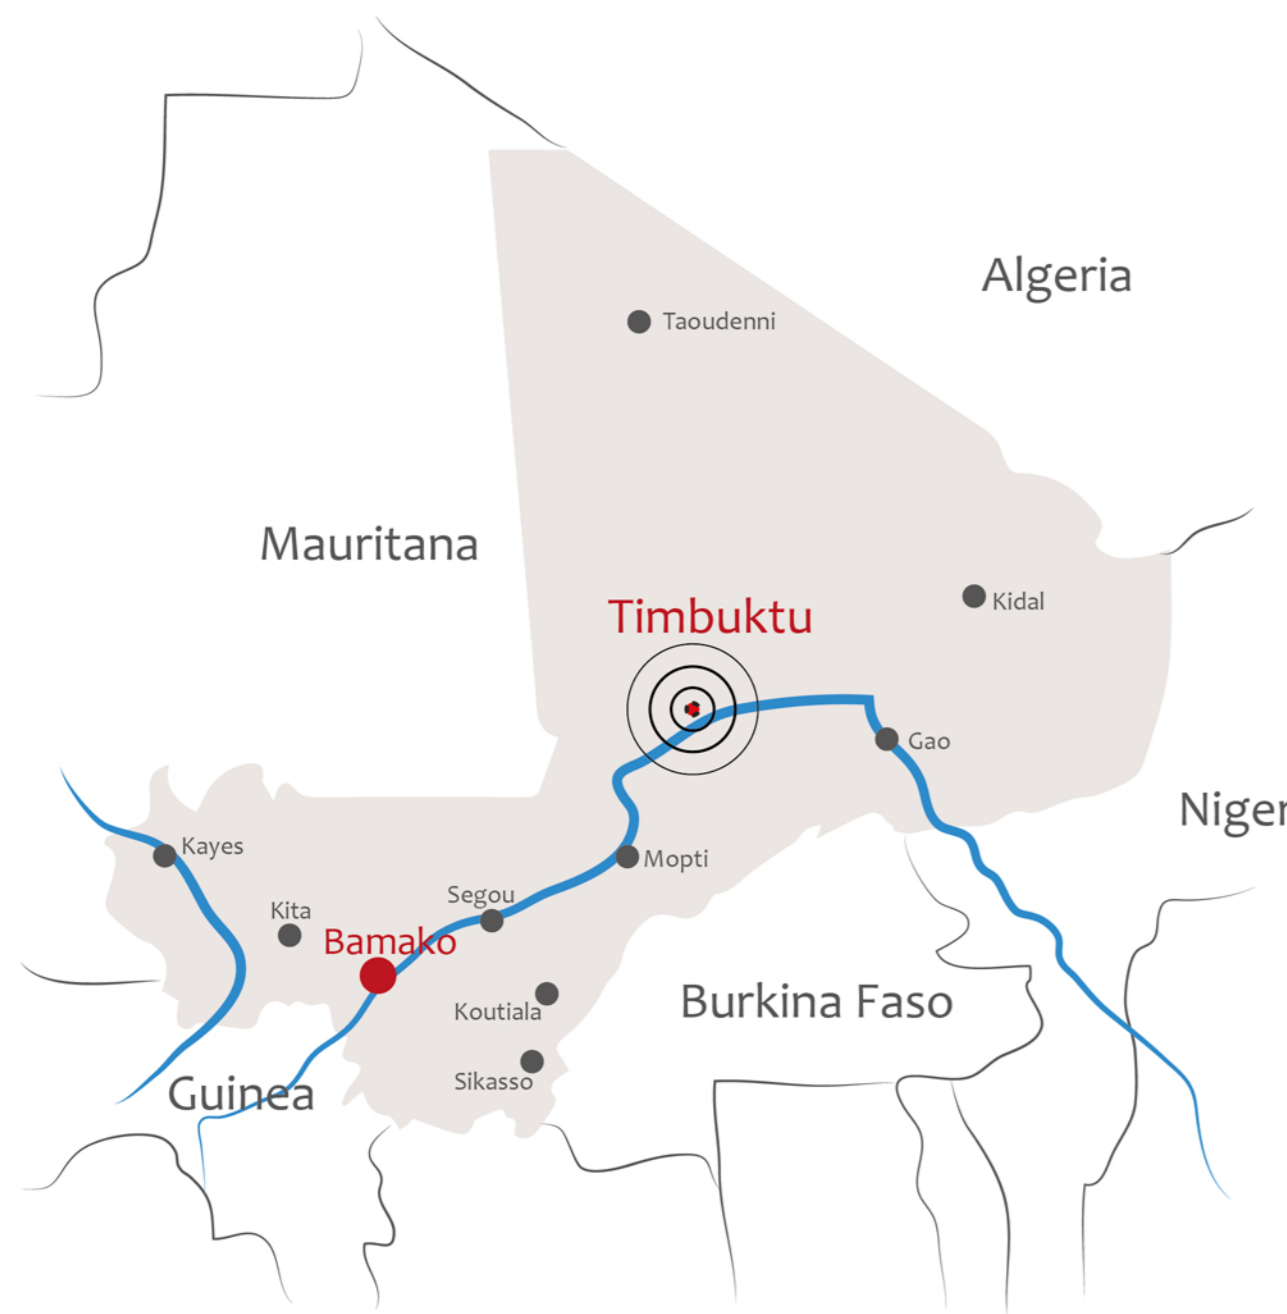 Algeria
Taoudenni
Mauritana
Timbuktu
Kidal
Gao
Niger
Kayes
Mopti
Segou
Kita
Bamako
Koutiala
Burkina Faso
Sikasso
Guinea